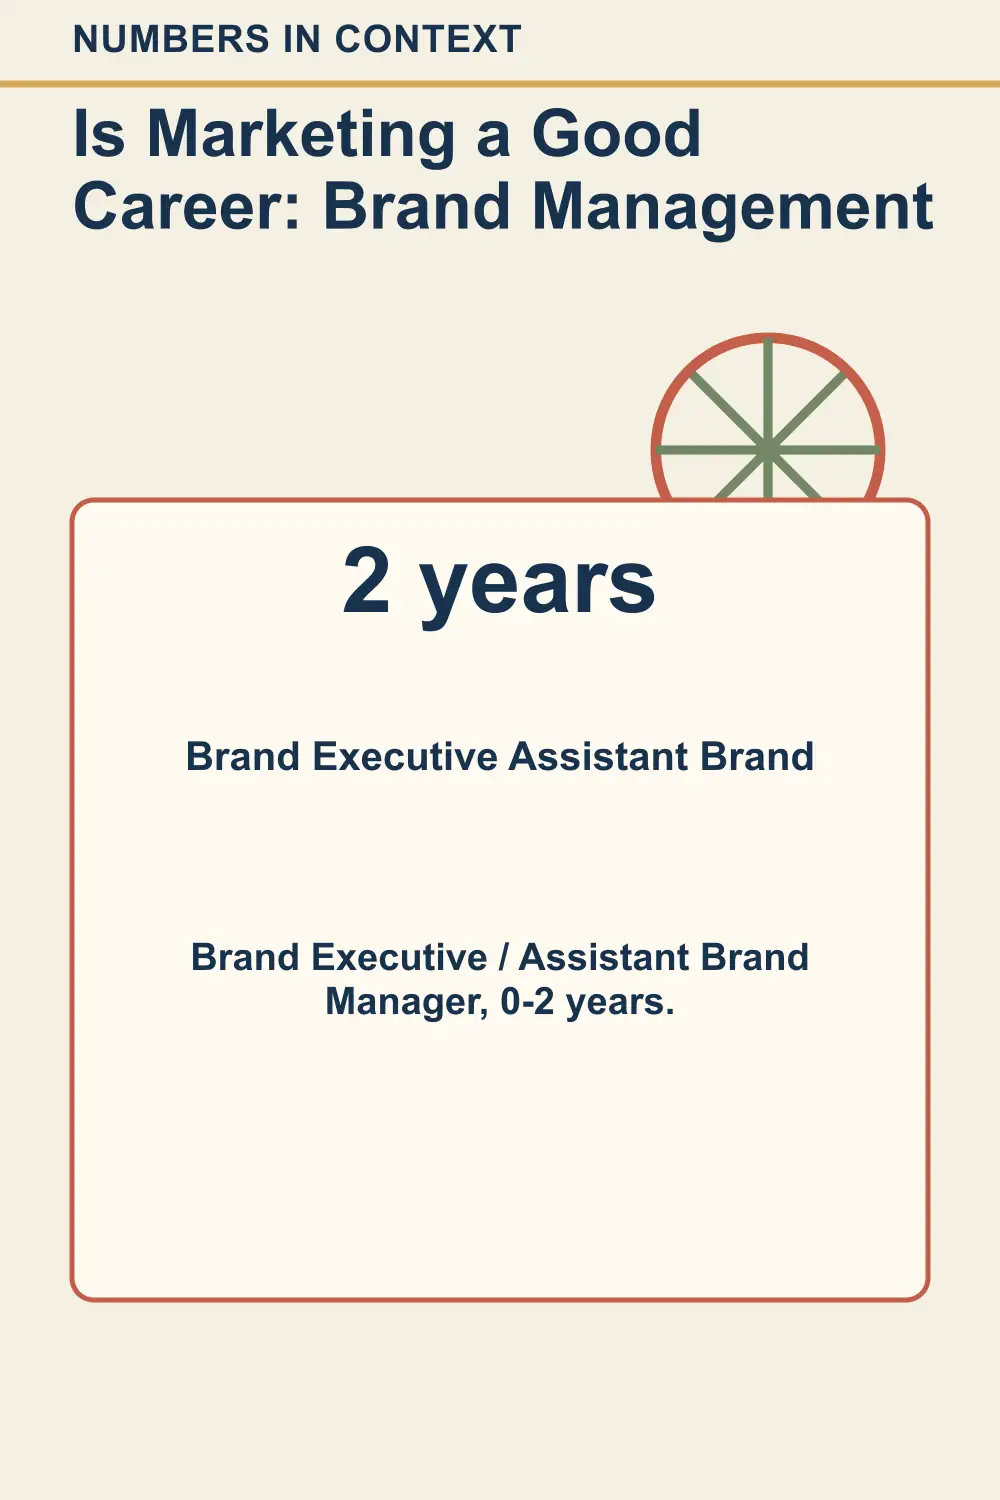 NUMBERS IN CONTEXT
Is Marketing a Good
Career: Brand Management
2 years
Brand Executive Assistant Brand
Brand Executive / Assistant Brand
Manager, 0-2 years.